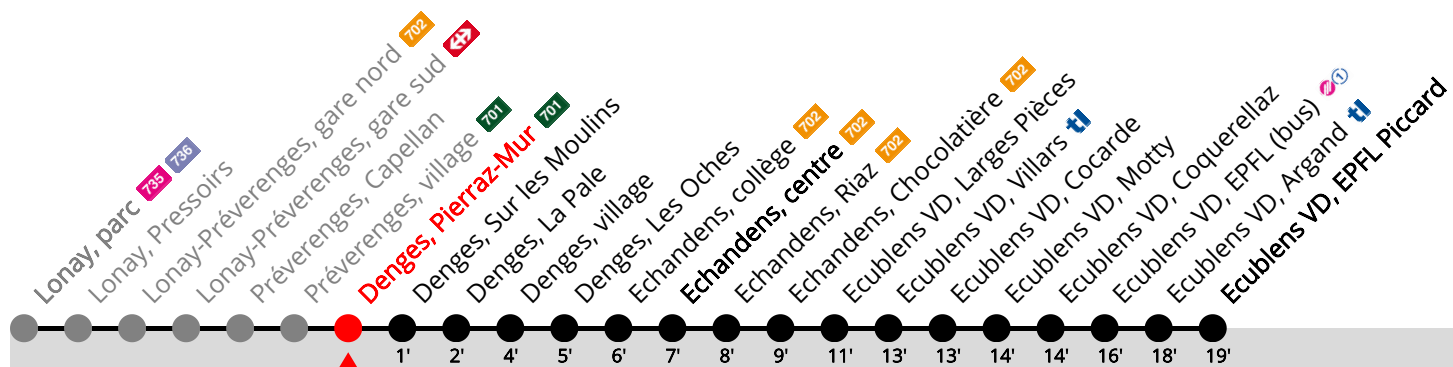 Lonay, parc 735 736
Lonay, Pressoirs
Lonay-Préverenges, gare nord 702
Lonay-Préverenges, gare sud
Préverenges, Capellan
Préverenges, village 701
Denges, Pierraz-Mur 701
Denges, Sur les Moulins
Denges, La Pale
Denges, village
Denges, Les Oches
Echandens, collège 702
Echandens, centre 702
Echandens, Riaz 702
Echandens, Chocolatière 702
Ecublens VD, Larges Pièces
Ecublens VD, Villars tl
Ecublens VD, Cocarde
Ecublens VD, Motty
Ecublens VD, Coquerellaz
Ecublens VD, EPFL (bus) m 1
Ecublens VD, Argand tl
Ecublens VD, EPFL Piccard
1' 2' 4' 5' 6' 7' 8' 9' 11' 13' 13' 14' 14' 16' 18' 19'